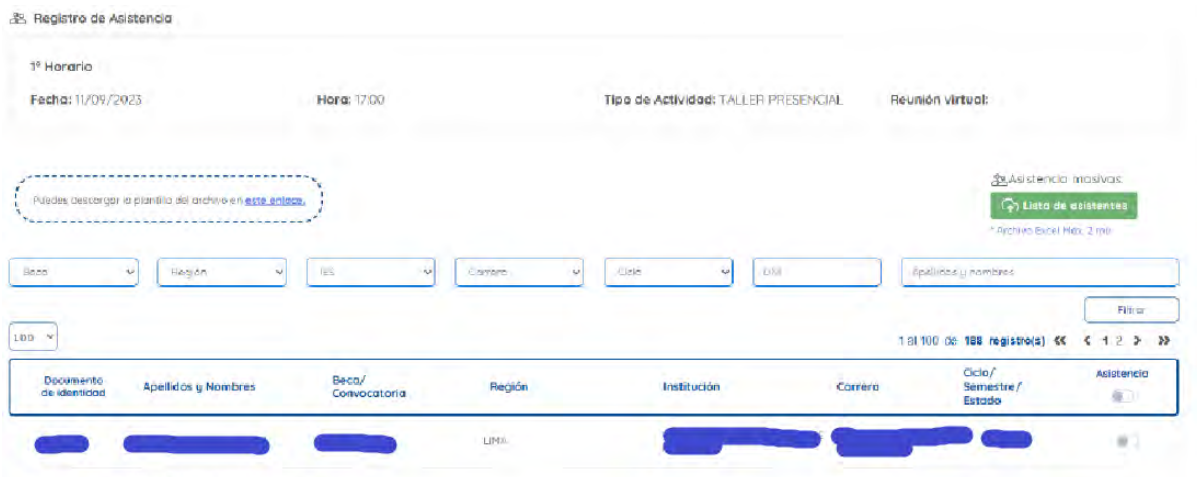 Registro de Asistencia
1º Horario
Fecha: 11/09/2023 Hora: 17:00 Tipo de Actividad: TALLER PRESENCIAL Reunión virtual:
Asistencia masivas
Puedes descargar la plantilla del archivo en este enlace.
Lista de asistentes
* Archivo Excel Máx. 2 mb
Beca Región IES Carrera Ciclo DNI Apellidos y nombres
Filtrar
100 1 al 100 de 188 registro(s) « < 1 2 > »
Documento de identidad Apellidos y Nombres Beca/ Convocatoria Región Institución Carrera Ciclo/ Semestre/ Estado Asistencia
LIMA